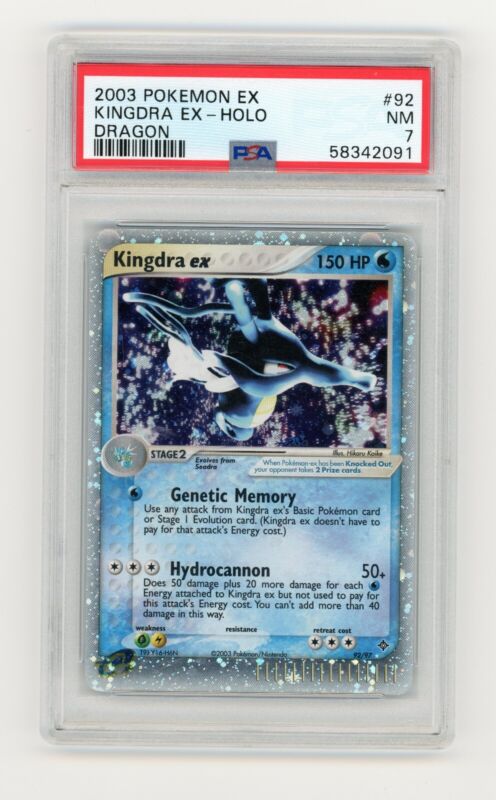 2003 POKEMON EX #92
KINGDRA EX - HOLO NM
DRAGON 7
PSA 58342091
Kingdra ex 150 HP
Illus. Hikaru Koike
STAGE 2
Evolves from
Seadra
When Pokémon-ex has been Knocked Out,
your opponent takes 2 Prize cards.
Genetic Memory
Use any attack from Kingdra ex's Basic Pokémon card
or Stage 1 Evolution card. (Kingdra ex doesn't have to
pay for that attack's Energy cost.)
Hydrocannon 50+
Does 50 damage plus 20 more damage for each
Energy attached to Kingdra ex but not used to pay for
this attack's Energy cost. You can't add more than 40
damage in this way.
weakness resistance retreat cost
©2003 Pokémon/Nintendo 92/97